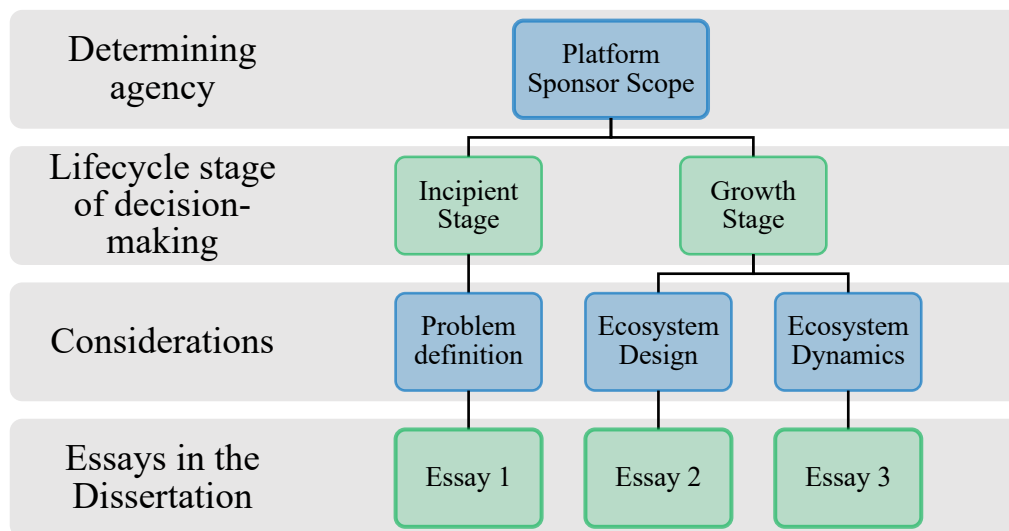 Determining
agency
Platform
Sponsor Scope
Lifecycle stage
of decision-
making
Incipient
Stage
Growth
Stage
Considerations
Problem
definition
Ecosystem
Design
Ecosystem
Dynamics
Essays in the
Dissertation
Essay 1
Essay 2
Essay 3